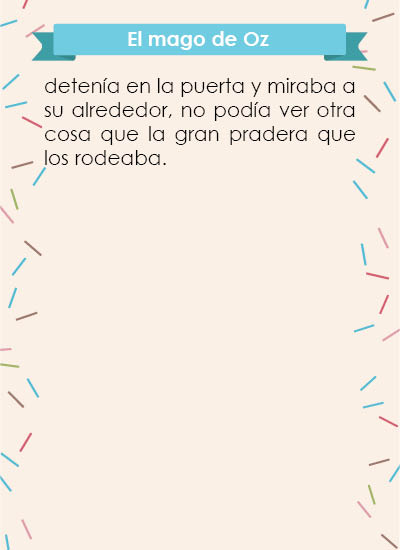 El mago de Oz
detenía en la puerta y miraba a
su alrededor, no podía ver otra
cosa que la gran pradera que
los rodeaba.